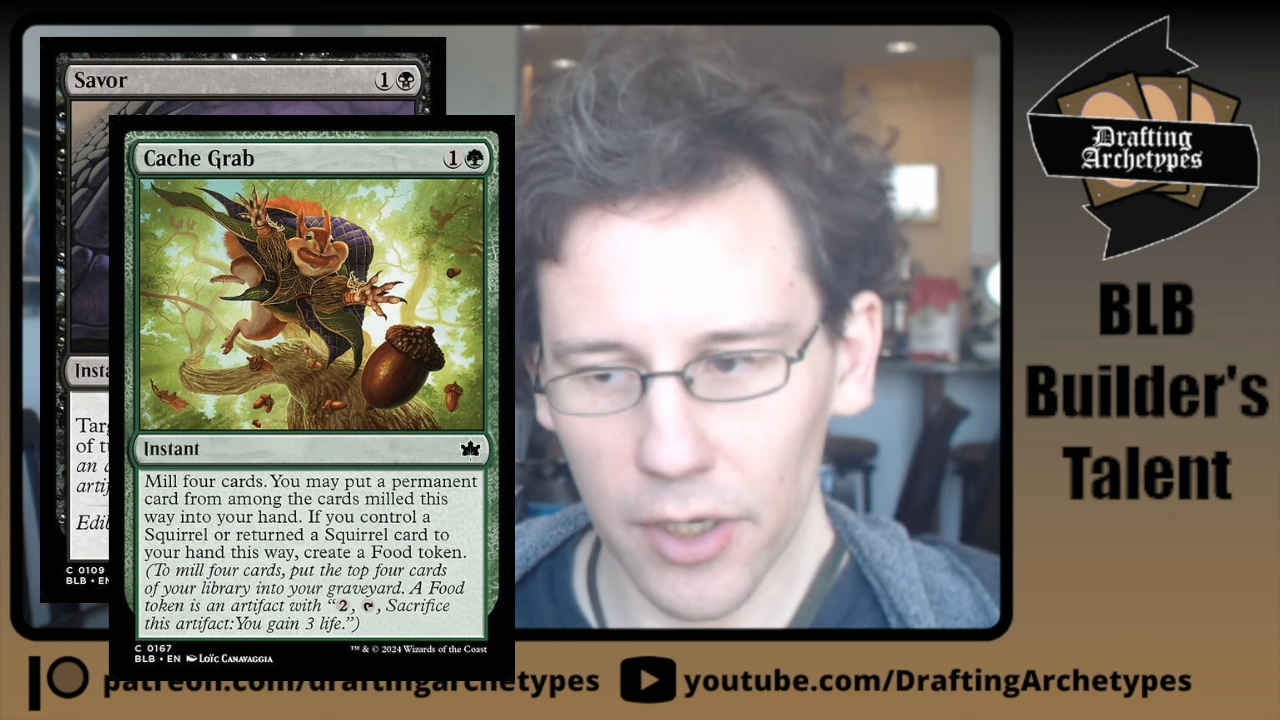 Savor 1
Insta
Targ
of t
an a
artif
Edib
C 0109
BLB • EN
Cache Grab 1
Instant
Mill four cards. You may put a permanent
card from among the cards milled this
way into your hand. If you control a
Squirrel or returned a Squirrel card to
your hand this way, create a Food token.
(To mill four cards, put the top four cards
of your library into your graveyard. A Food
token is an artifact with “2, , Sacrifice
this artifact:You gain 3 life.”)
C 0167
BLB • EN Loïc Canavaggia
™ & © 2024 Wizards of the Coast
Drafting
Archetypes
BLB
Builder's
Talent
patreon.com/draftingarchetypes
youtube.com/DraftingArchetypes